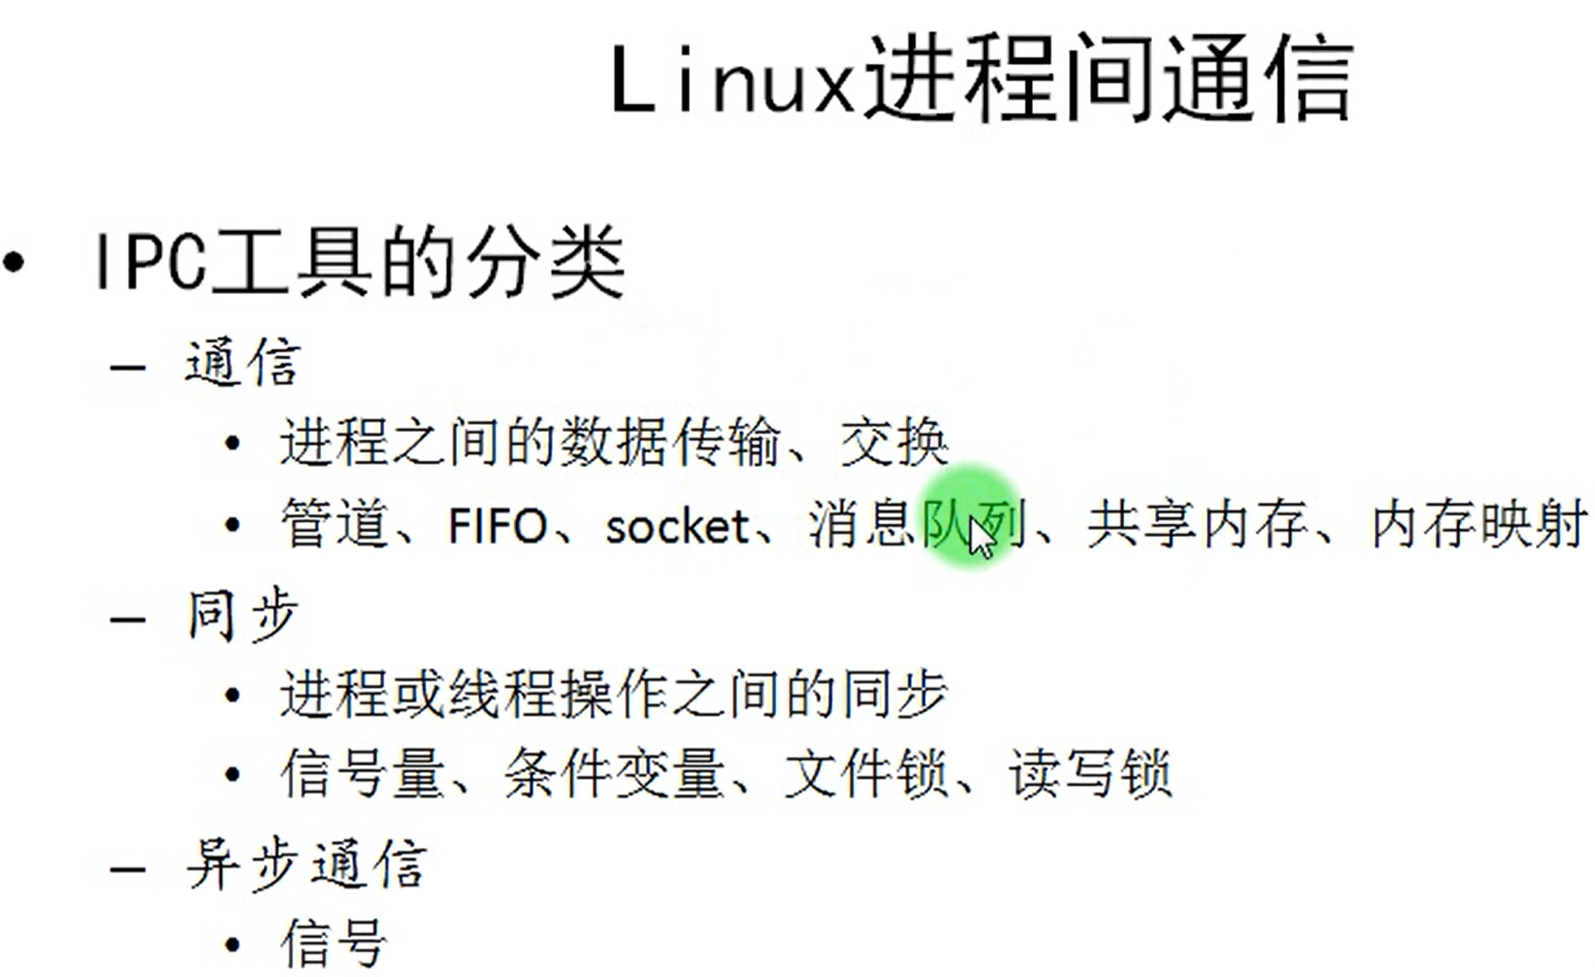 Linux进程间通信
• IPC工具的分类
– 通信
• 进程之间的数据传输、交换
• 管道、FIFO、socket、消息队列、共享内存、内存映射
– 同步
• 进程或线程操作之间的同步
• 信号量、条件变量、文件锁、读写锁
– 异步通信
• 信号